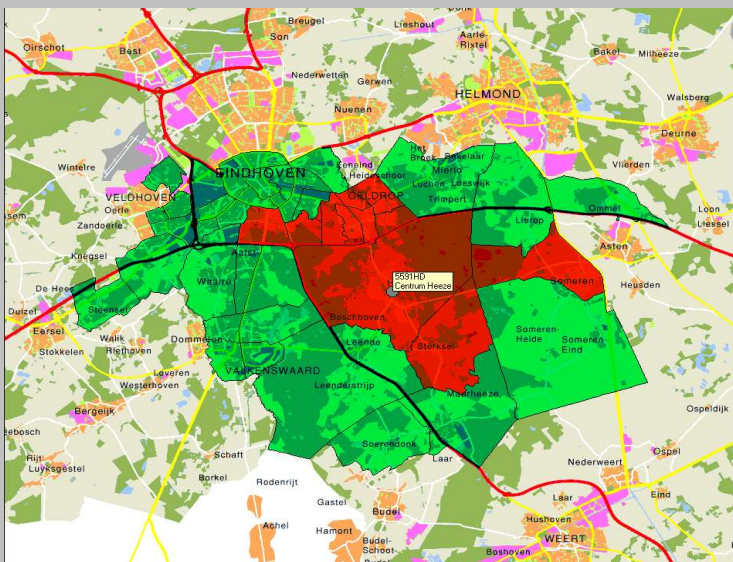 Breugel
Lieshout
Aarle-
Rixtel
Oirschot
Best
Son
Bakel
Milheeze
Nederwetten
Gerwen
HELMOND
Walsberg
Nuenen
Deurne
Het
Broek
Brkelaar
Mierlo
Vlierden
Wintelre
EINDHOVEN
Heideschoor
Luchen
Loeswijk
VELDHOVEN
GELDROP
Trimpert
Oerle
Zandoerle
Lierop
Ommel
Loon
Liessel
Knegsel
Aalst
Asten
De Hees
Waalre
5591HD
Centrum Heeze
Someren
Heusden
Duizel
Steensel
Boschhoven
Eersel
Walik
Riethoven
Dommelen
Leende
Sterksel
Someren-
Heide
Someren-
Eind
Stokkelen
Loveren
VALKENSWAARD
Westerhoven
Leenderstrijp
Maarheeze
Bergeijk
Ospeldijk
Soerendonk
Schaft
Laar
Ospel
Rijt
Luyksgestel
Nederweert
Borkel
Rodenrijt
Gastel
Budel
Laar
Eind
Achel
Hamont
Hushoven
Budel-
Schoot
WEERT
Boshoven